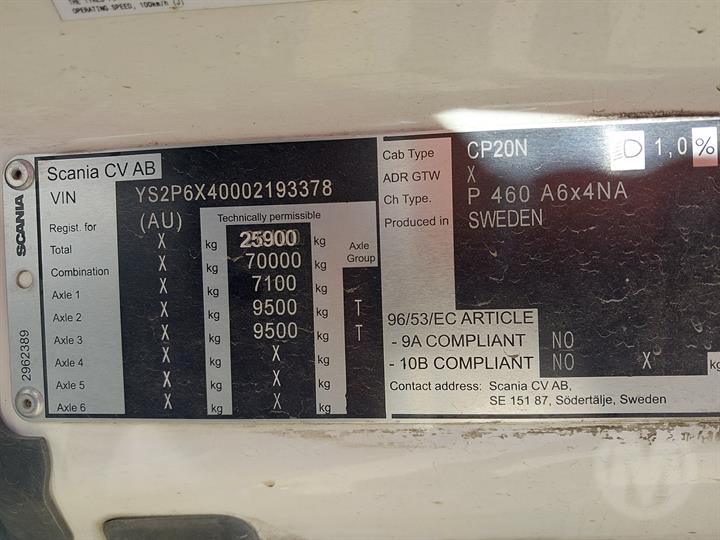 OPERATING SPEED, 100km/h (J)
Scania CV AB
VIN YS2P6X40002193378
Regist. for (AU) Technically permissible
Total X kg 25900 kg Axle Group
Combination X kg 70000 kg
Axle 1 X kg 7100 kg
Axle 2 X kg 9500 kg T
Axle 3 X kg 9500 kg T
Axle 4 X kg X kg
Axle 5 X kg X kg
Axle 6 X kg X kg
SCANIA
2962389
Cab Type CP20N 1,0 %
ADR GTW X
Ch Type. P 460 A6x4NA
Produced in SWEDEN
96/53/EC ARTICLE
- 9A COMPLIANT NO
- 10B COMPLIANT NO X kg
Contact address: Scania CV AB,
SE 151 87, Södertälje, Sweden